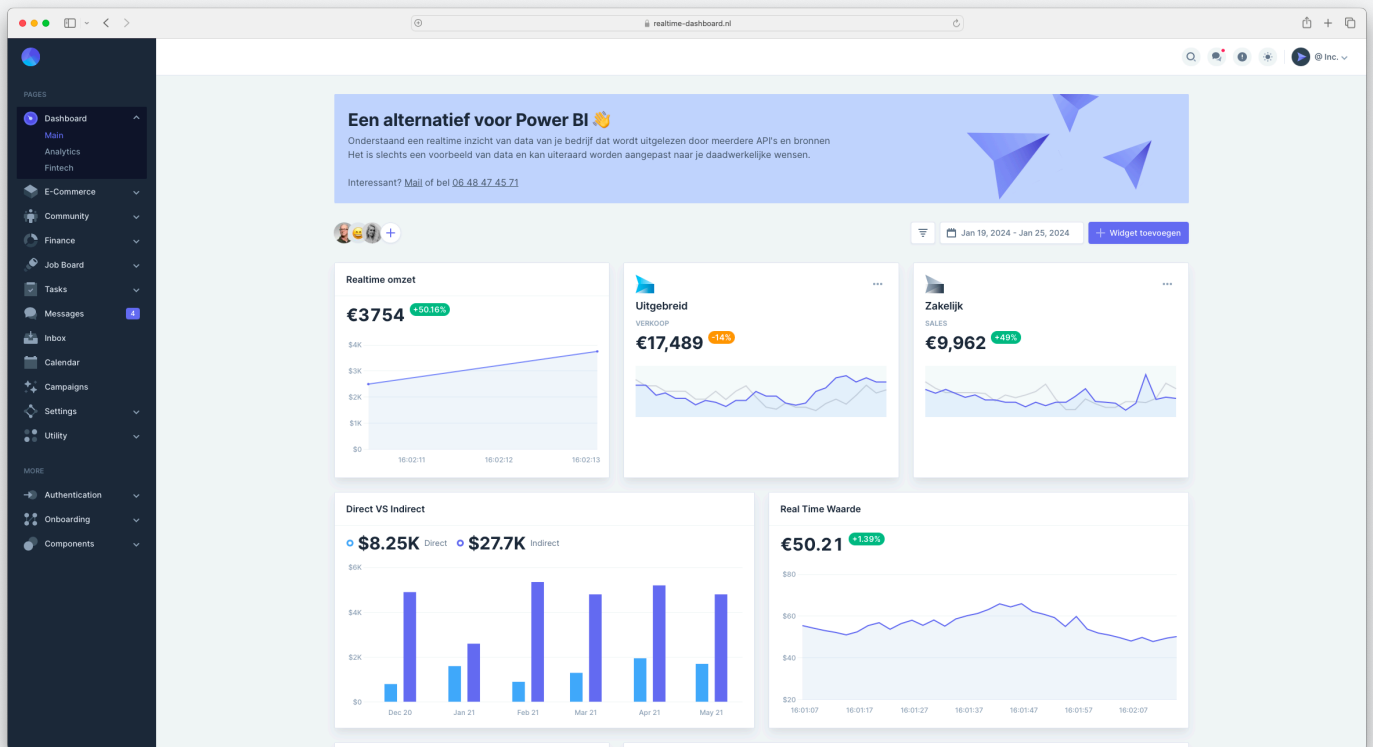 realtime-dashboard.nl
@ Inc.
PAGES
Dashboard
Main
Analytics
Fintech
E-Commerce
Community
Finance
Job Board
Tasks
Messages 4
Inbox
Calendar
Campaigns
Settings
Utility
MORE
Authentication
Onboarding
Components
Een alternatief voor Power BI 👋
Onderstaand een realtime inzicht van data van je bedrijf dat wordt uitgelezen door meerdere API's en bronnen
Het is slechts een voorbeeld van data en kan uiteraard worden aangepast naar je daadwerkelijke wensen.
Interessant? Mail of bel 06 48 47 45 71
Jan 19, 2024 - Jan 25, 2024
Widget toevoegen
Realtime omzet
€3754 +50.16%
$4K
$3K
$2K
$1K
$0
16:02:11 16:02:12 16:02:13
Uitgebreid
VERKOOP
€17,489 -14%
Zakelijk
SALES
€9,962 +49%
Direct VS Indirect
$8.25K Direct $27.7K Indirect
$6K
$4K
$2K
$0
Dec 20 Jan 21 Feb 21 Mar 21 Apr 21 May 21
Real Time Waarde
€50.21 +1.39%
$80
$60
$40
$20
16:01:07 16:01:17 16:01:27 16:01:37 16:01:47 16:01:57 16:02:07